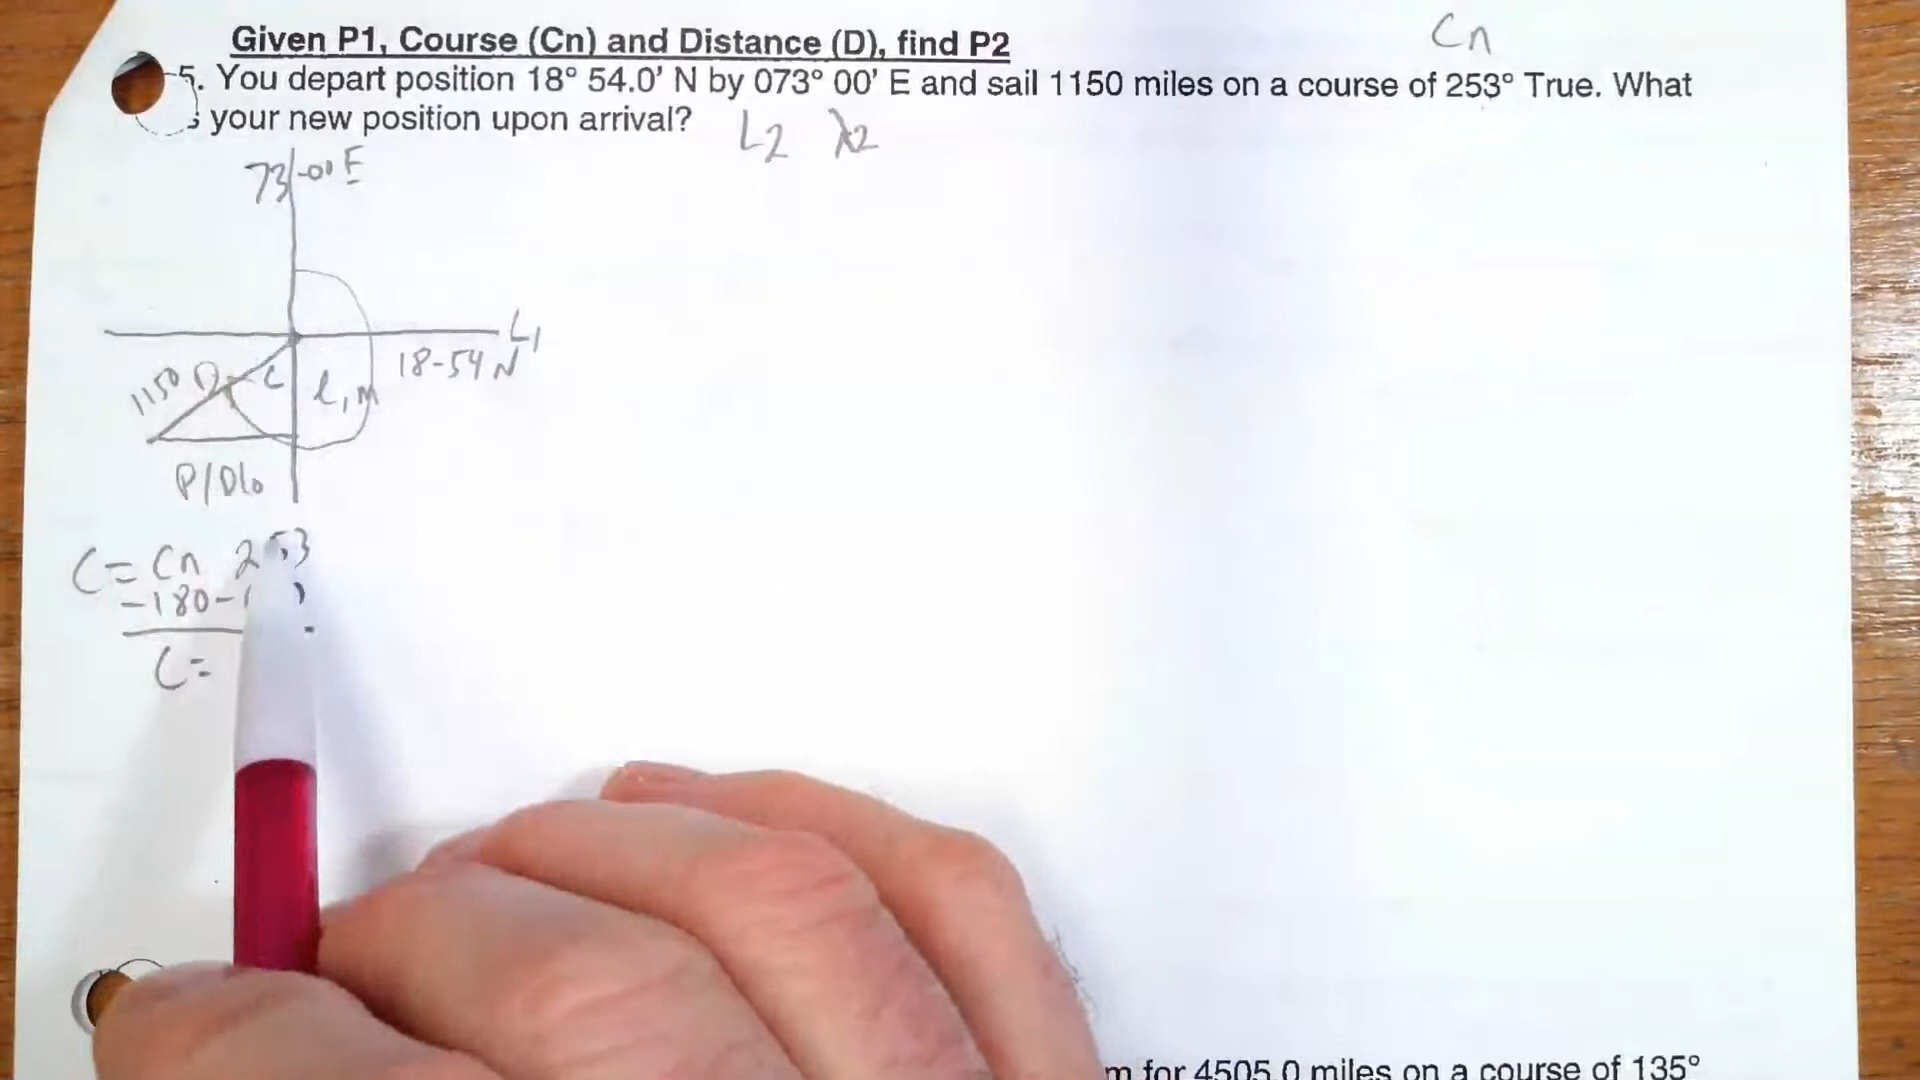 Cn
Given P1, Course (Cn) and Distance (D), find P2
5. You depart position 18° 54.0' N by 073° 00' E and sail 1150 miles on a course of 253° True. What
your new position upon arrival? L2 λ2
73-00 E
L1
18-54 N
1150 D C l, m
P/Dlo
C = Cn 253
-180 -
C =
for 4505.0 miles on a course of 135°